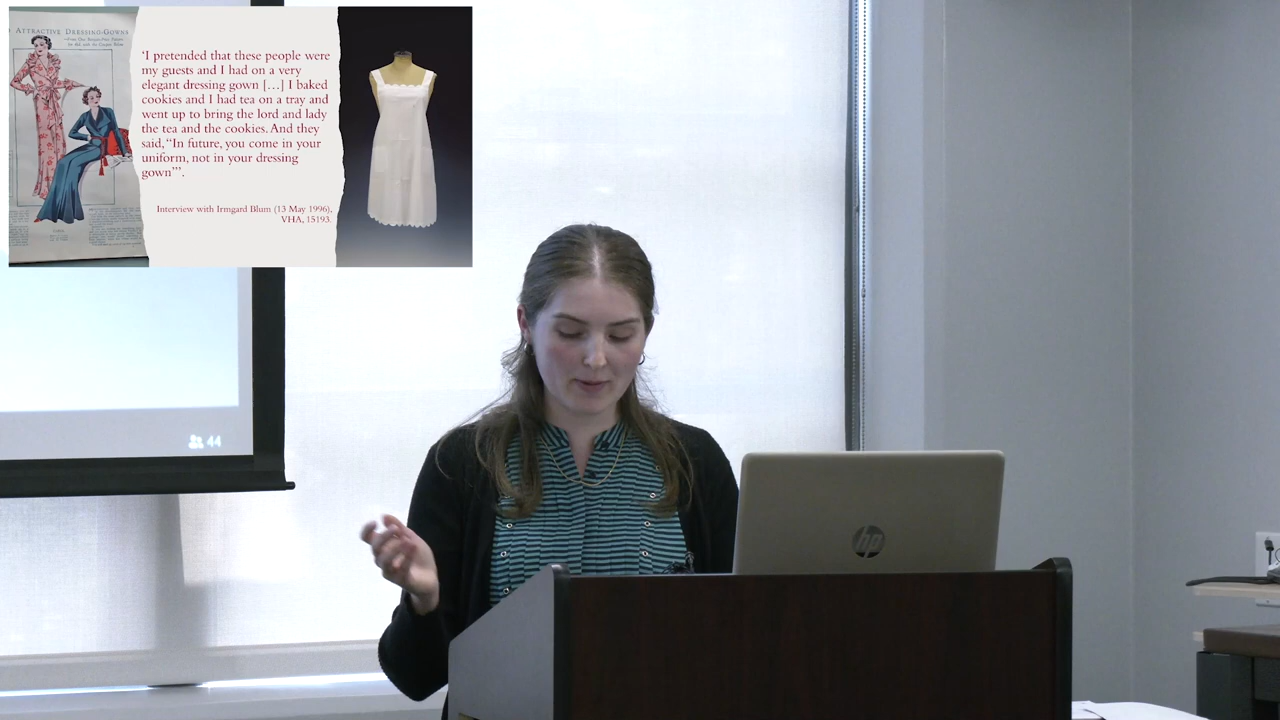 ATTRACTIVE DRESSING-GOWNS
'I pretended that these people were
my guests and I had on a very
elegant dressing gown […] I baked
cookies and I had tea on a tray and
went up to bring the lord and lady
the tea and the cookies. And they
said, "In future, you come in your
uniform, not in your dressing
gown"'.
Interview with Irmgard Blum (13 May 1996),
VHA, 15193.
44
hp